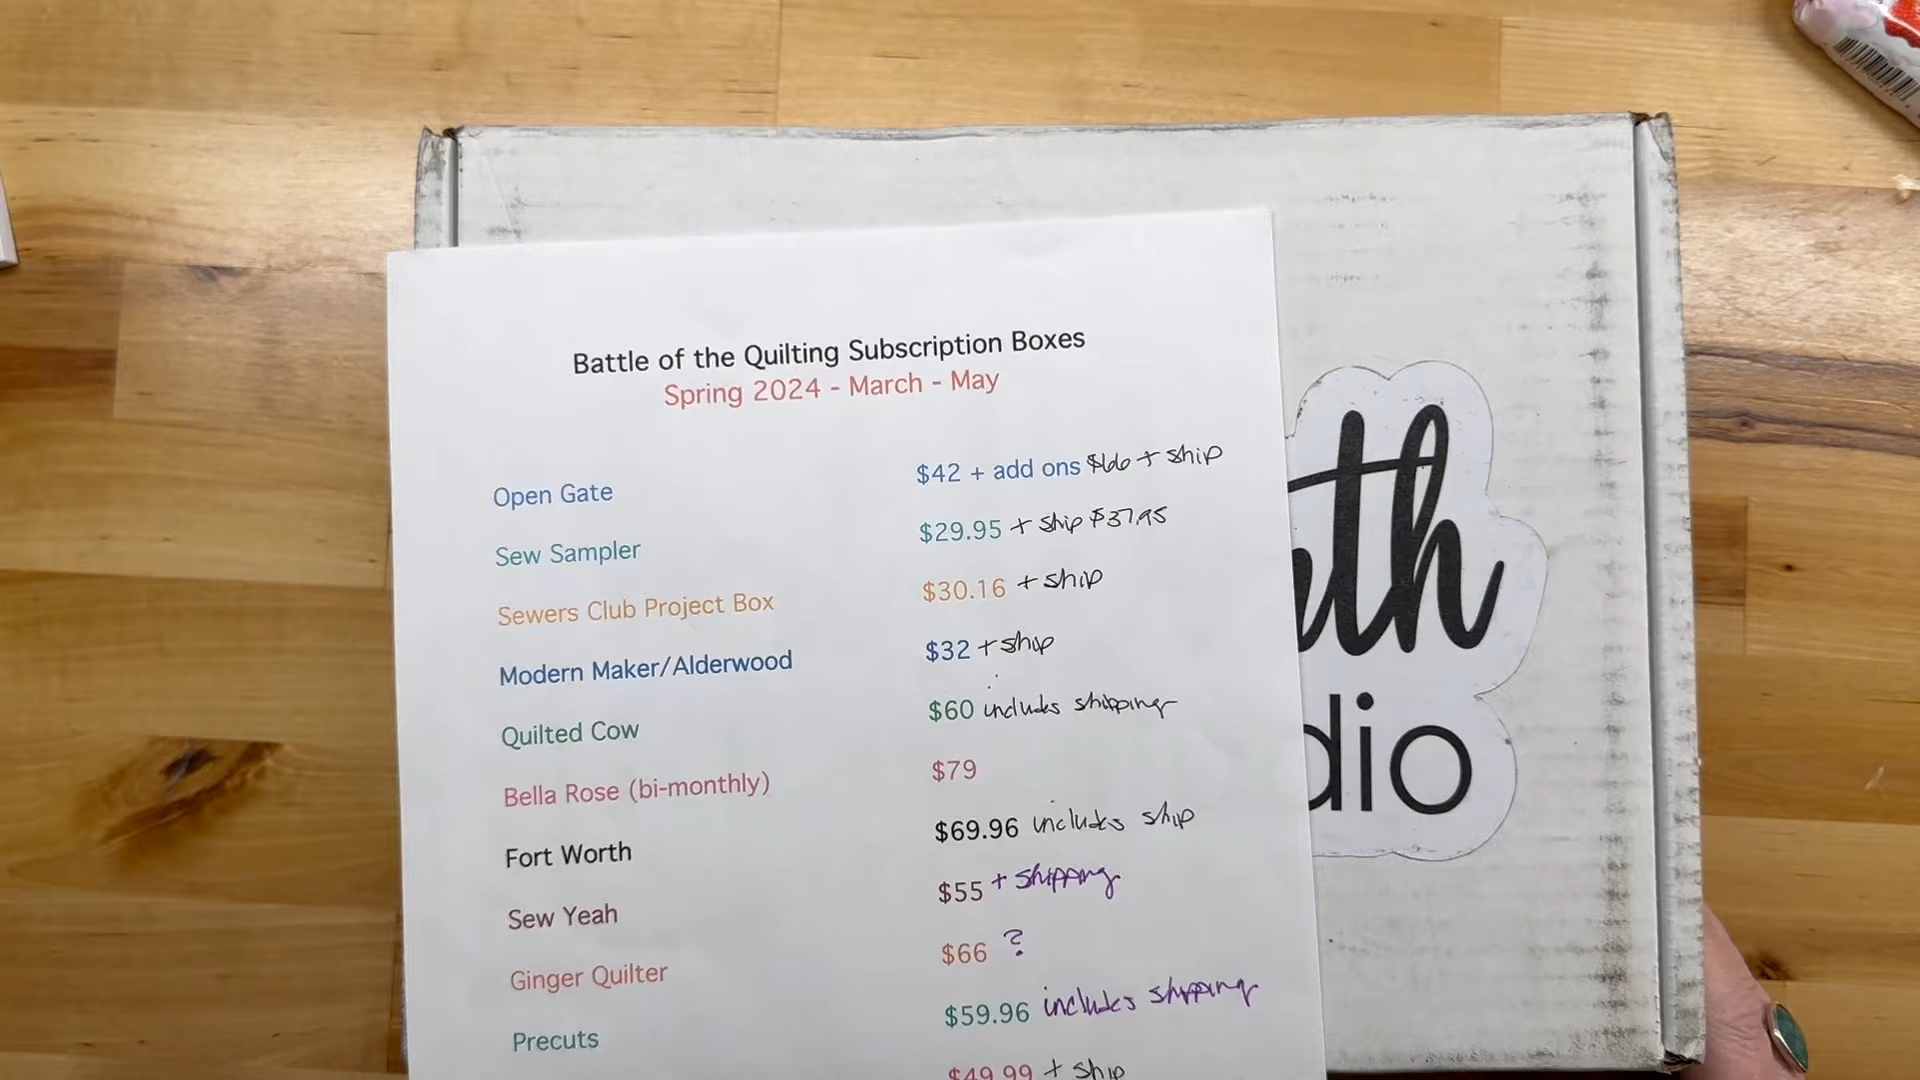 Battle of the Quilting Subscription Boxes
Spring 2024 - March - May
Open Gate $42 + add ons $66 + ship
Sew Sampler $29.95 + ship $37.95
Sewers Club Project Box $30.16 + ship
Modern Maker/Alderwood $32 + ship
Quilted Cow $60 includes shipping
Bella Rose (bi-monthly) $79
Fort Worth $69.96 includes ship
Sew Yeah $55 + shipping
Ginger Quilter $66 ?
Precuts $59.96 includes shipping
$49.99 + ship
th
dio